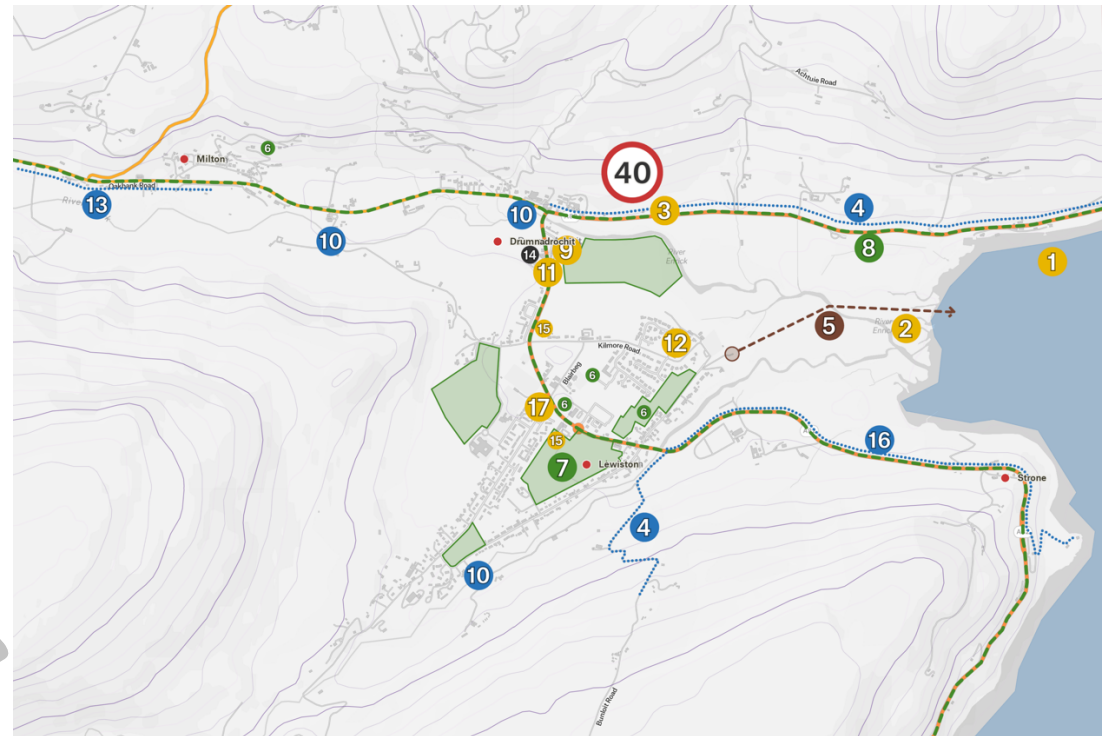 Achtuie Road
6
Milton
40
Oakbank Road
River
13
10
3
4
10
Drumnadrochit
9
8
14
11
River
Enrick
1
5
River
Enrick
2
15
Kilmore Road
12
Blairbeg
6
17
6
6
15
7
Lewiston
16
Strone
4
10
Bunloit Road